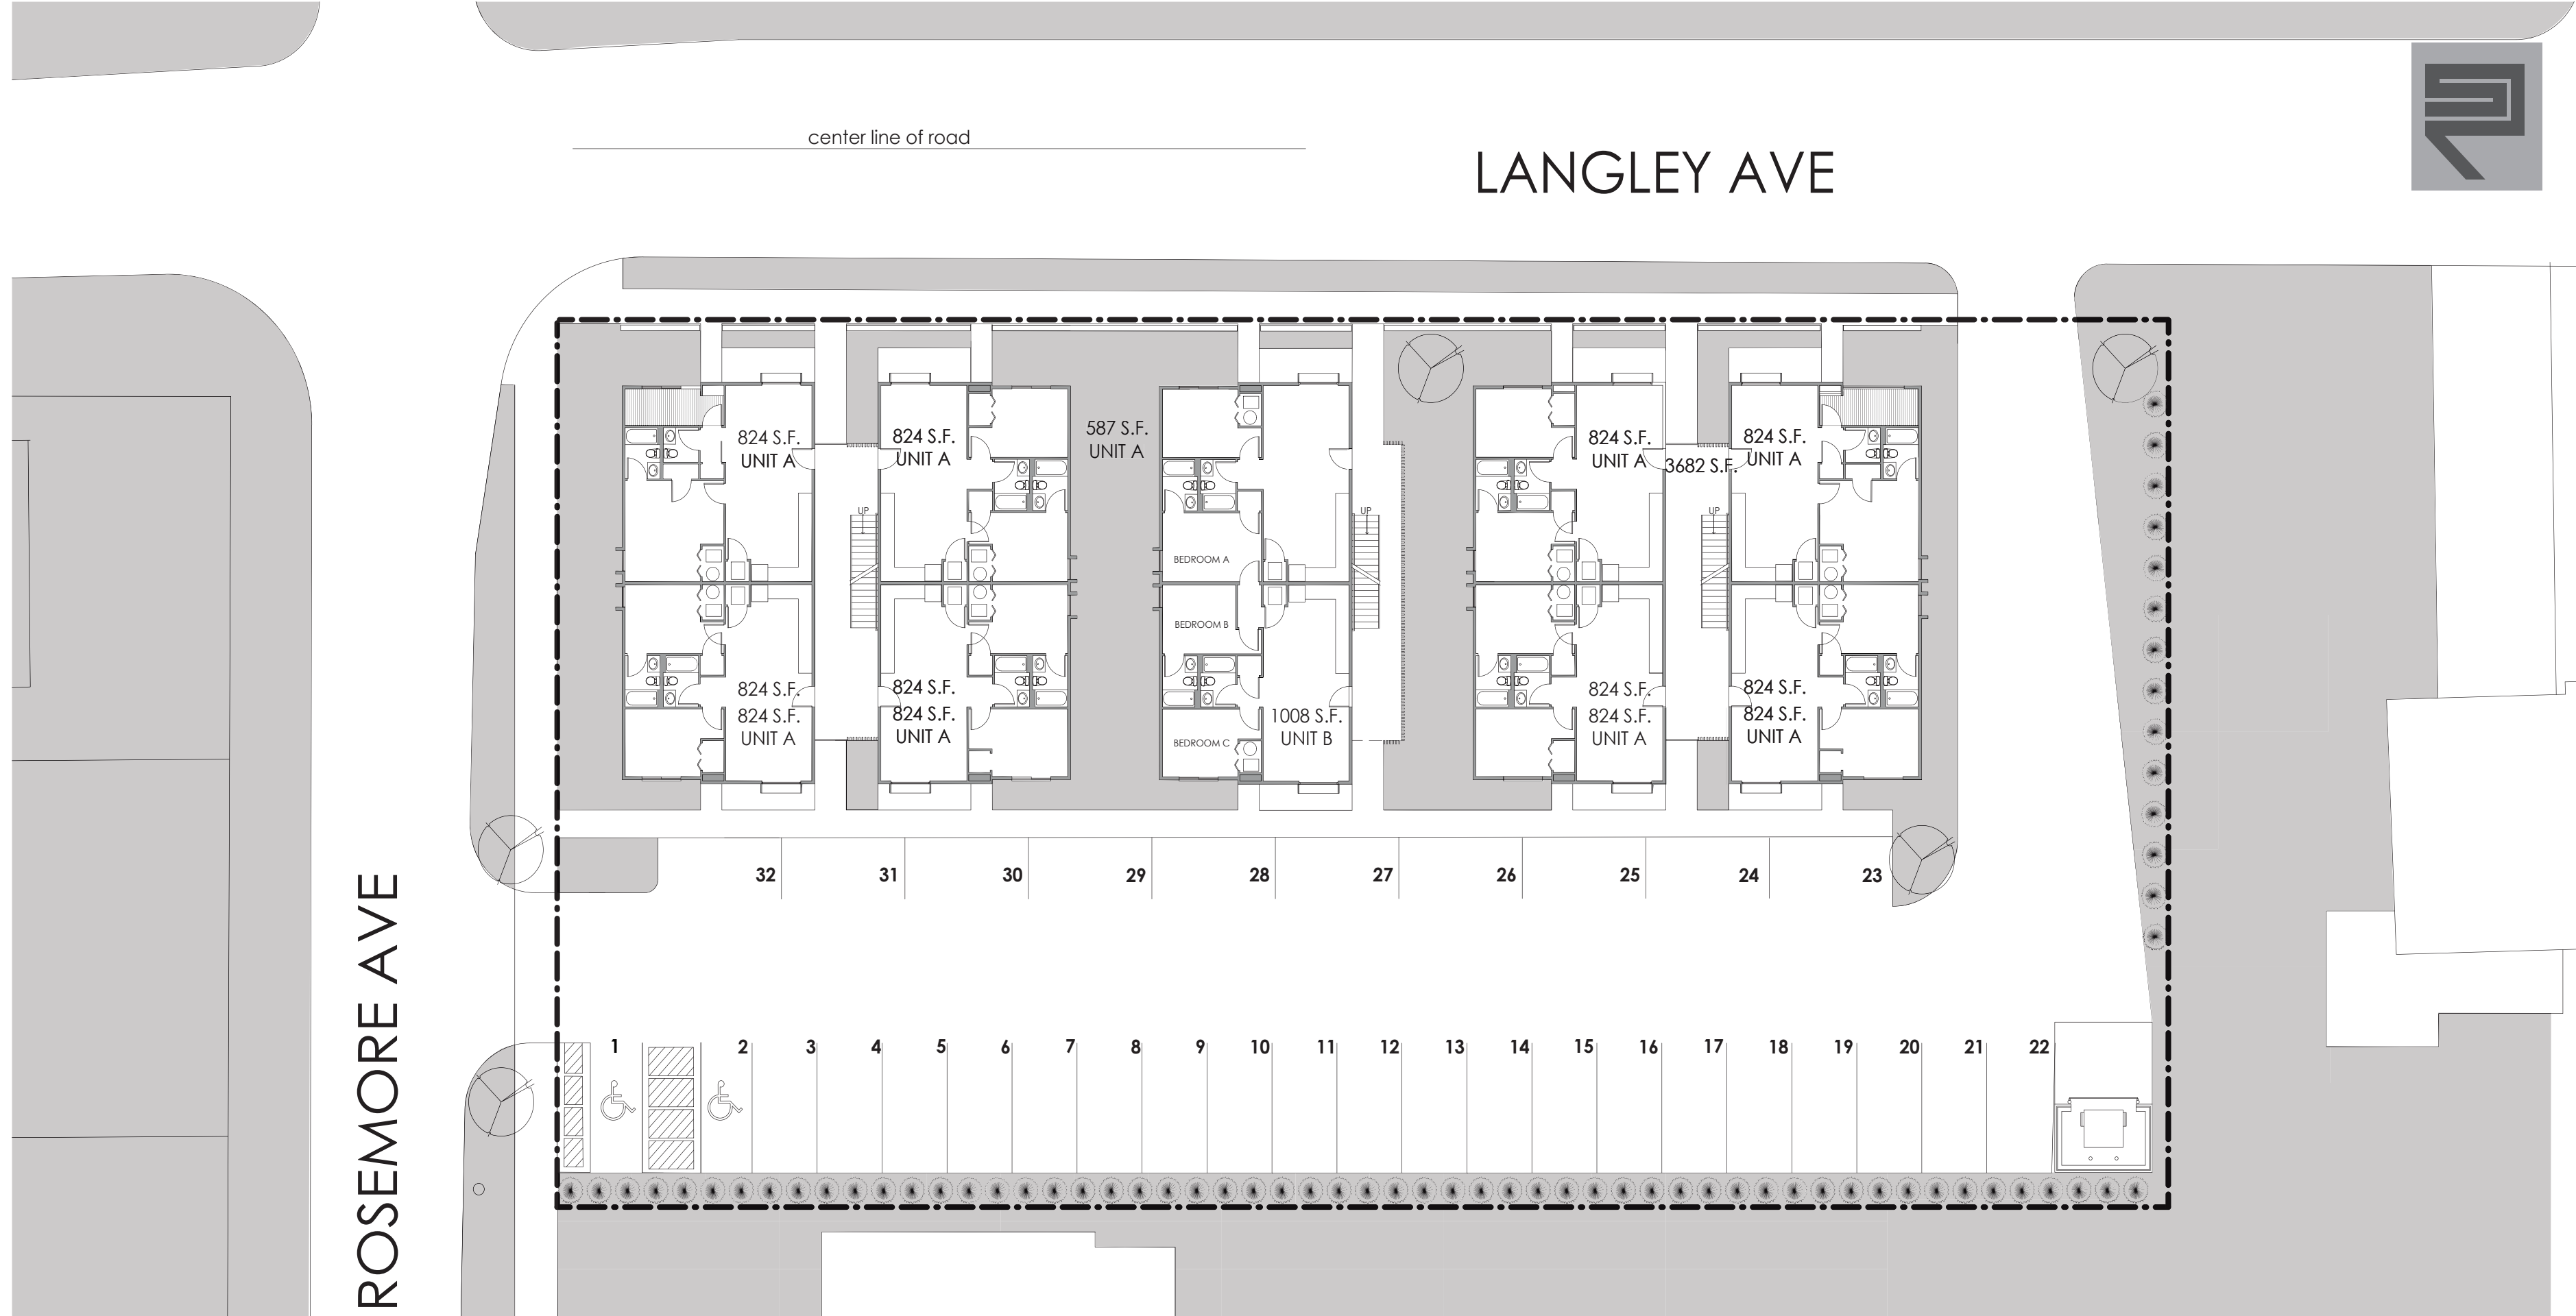 center line of road
LANGLEY AVE
824 S.F.
UNIT A
824 S.F.
UNIT A
587 S.F.
UNIT A
824 S.F.
UNIT A
3682 S.F.
824 S.F.
UNIT A
UP
UP
UP
BEDROOM A
BEDROOM B
BEDROOM C
824 S.F.
824 S.F.
UNIT A
824 S.F.
824 S.F.
UNIT A
1008 S.F.
UNIT B
824 S.F.
824 S.F.
UNIT A
824 S.F.
824 S.F.
UNIT A
32 31 30 29 28 27 26 25 24 23
ROSEMORE AVE
1 2 3 4 5 6 7 8 9 10 11 12 13 14 15 16 17 18 19 20 21 22